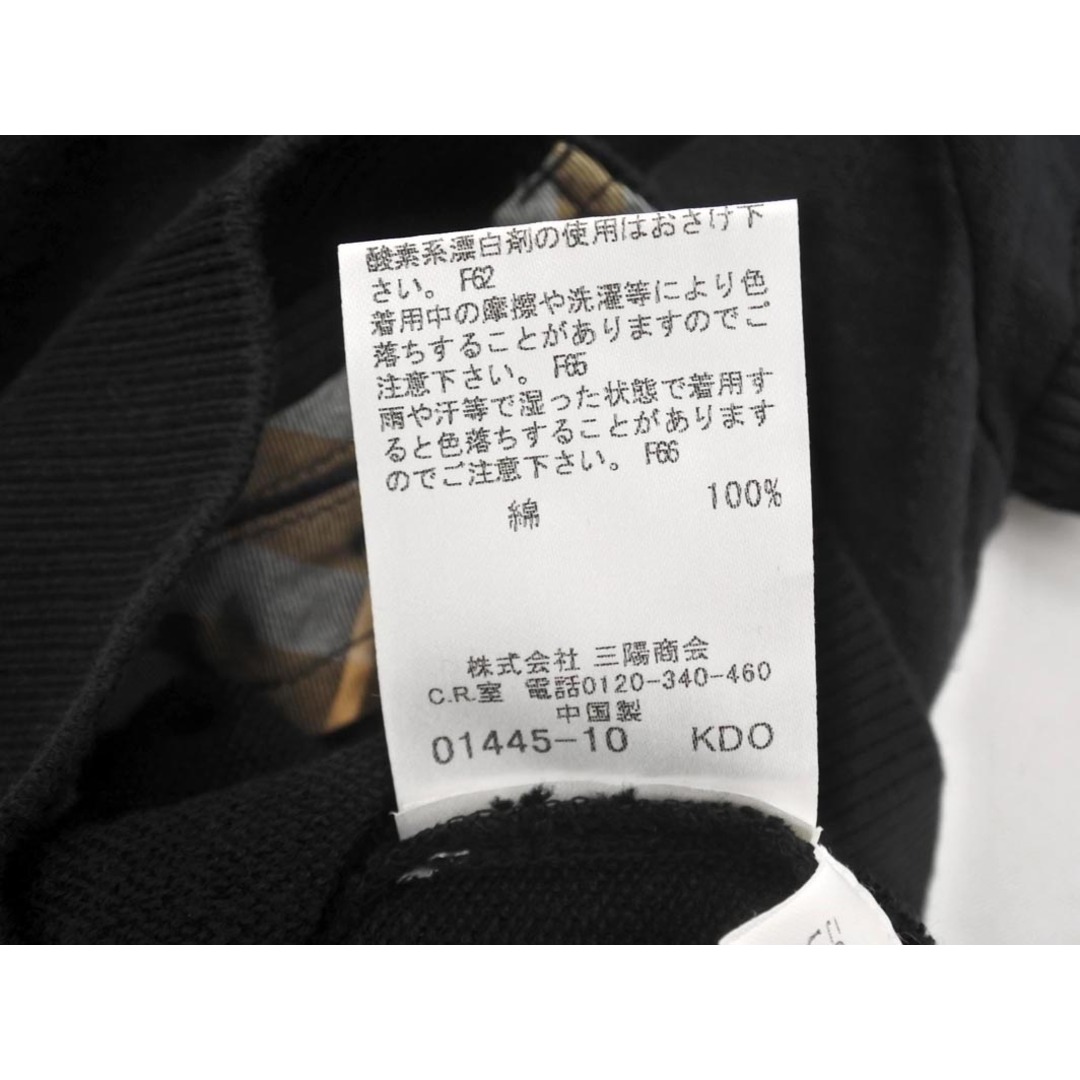 酸素系漂白剤の使用はおさけ下
さい。 F62
着用中の摩擦や洗濯等により色
落ちすることがありますのでご
注意下さい。 F65
雨や汗等で湿った状態で着用す
ると色落ちすることがあります
のでご注意下さい。 F66
綿 100%
株式会社 三陽商会
C.R.室 電話0120-340-460
中国製
01445-10 KDO